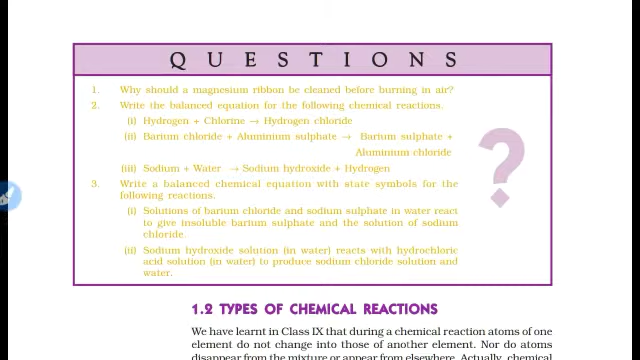 QUESTIONS
1. Why should a magnesium ribbon be cleaned before burning in air?
2. Write the balanced equation for the following chemical reactions.
(i) Hydrogen + Chlorine → Hydrogen chloride
(ii) Barium chloride + Aluminium sulphate → Barium sulphate +
Aluminium chloride
(iii) Sodium + Water → Sodium hydroxide + Hydrogen
3. Write a balanced chemical equation with state symbols for the
following reactions.
(i) Solutions of barium chloride and sodium sulphate in water react
to give insoluble barium sulphate and the solution of sodium
chloride.
(ii) Sodium hydroxide solution (in water) reacts with hydrochloric
acid solution (in water) to produce sodium chloride solution and
water.
?
1.2 TYPES OF CHEMICAL REACTIONS
We have learnt in Class IX that during a chemical reaction atoms of one
element do not change into those of another element. Nor do atoms
disappear from the mixture or appear from elsewhere. Actually, chemical